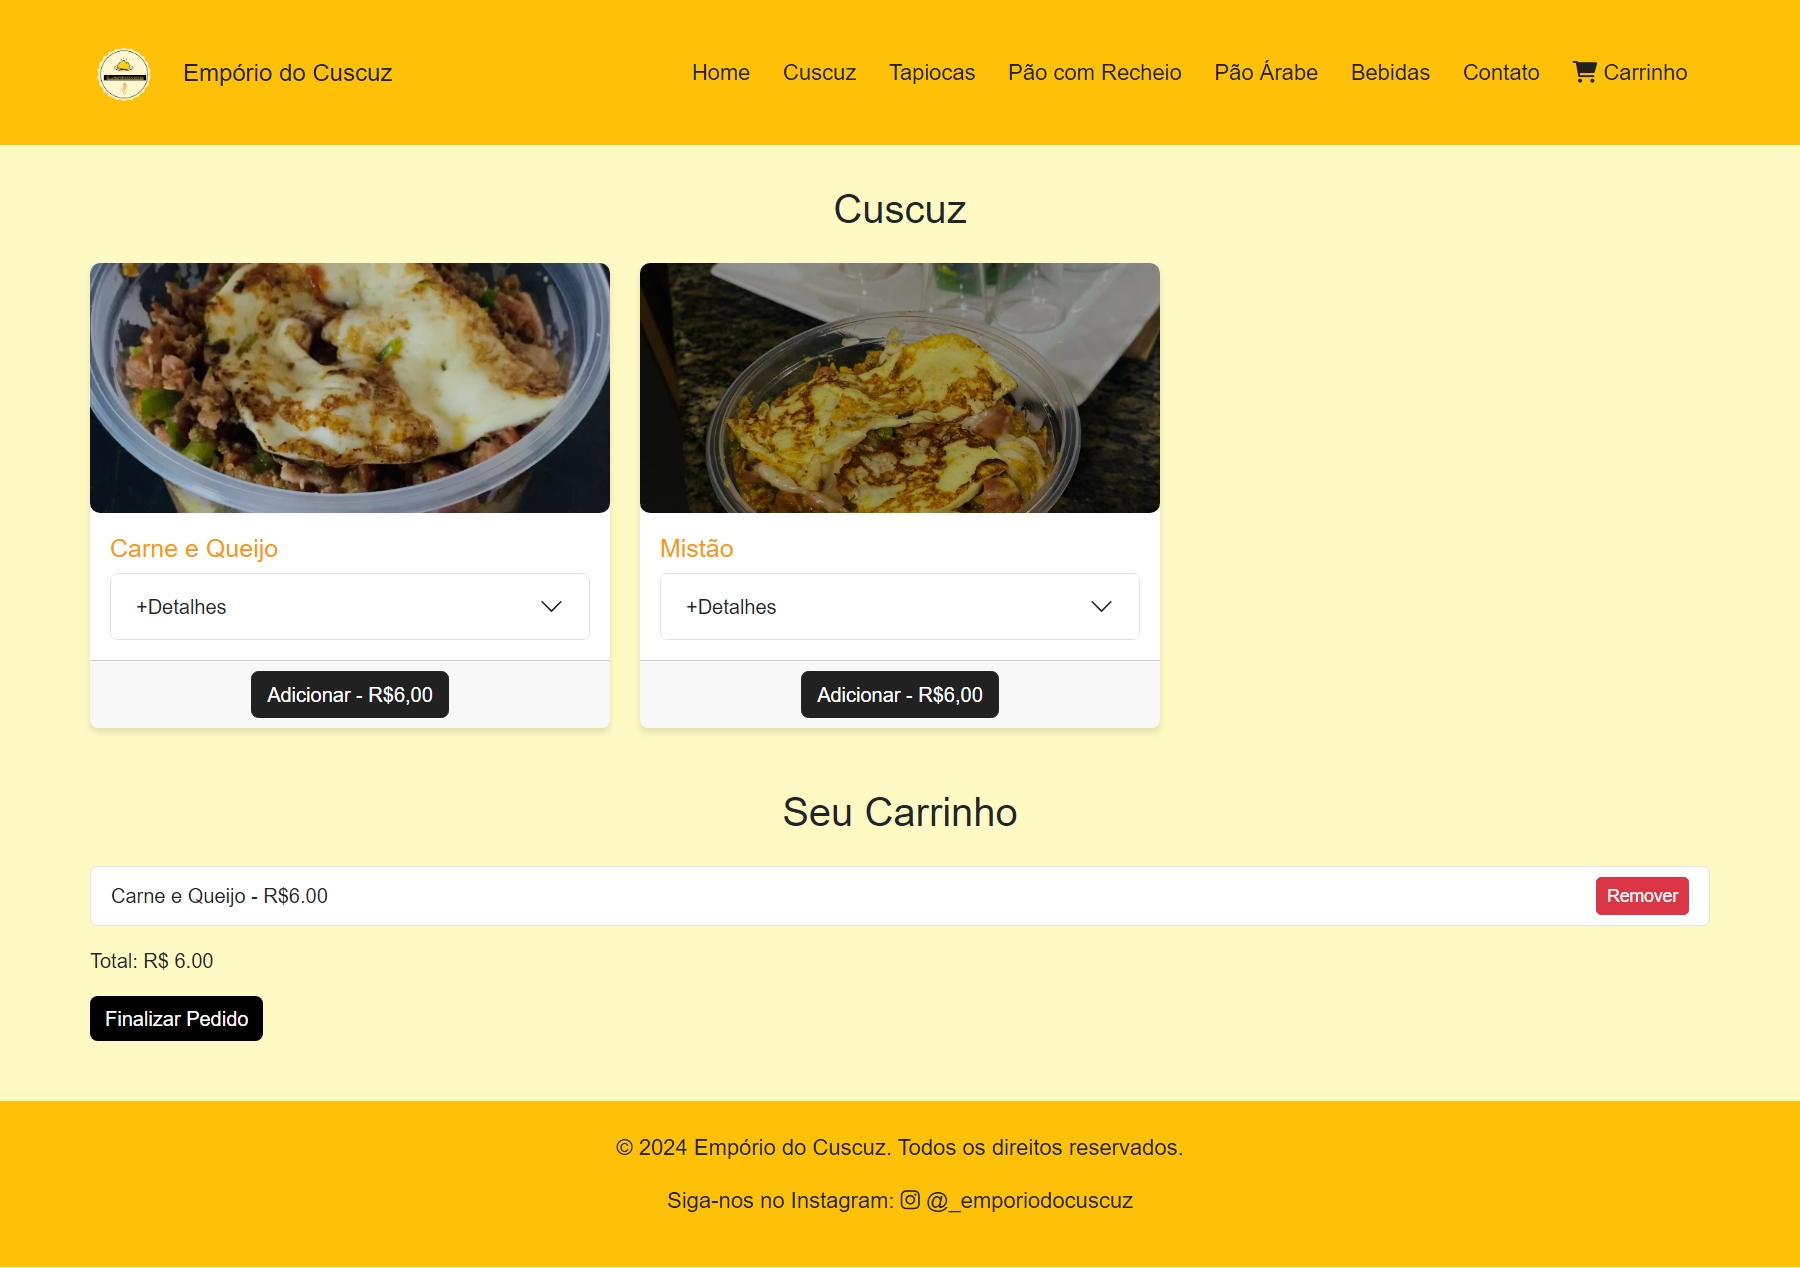 Empório do Cuscuz
Home Cuscuz Tapiocas Pão com Recheio Pão Árabe Bebidas Contato Carrinho
Cuscuz
Carne e Queijo
+Detalhes
Adicionar - R$6,00
Mistão
+Detalhes
Adicionar - R$6,00
Seu Carrinho
Carne e Queijo - R$6.00
Remover
Total: R$ 6.00
Finalizar Pedido
© 2024 Empório do Cuscuz. Todos os direitos reservados.
Siga-nos no Instagram: @_emporiodocuscuz